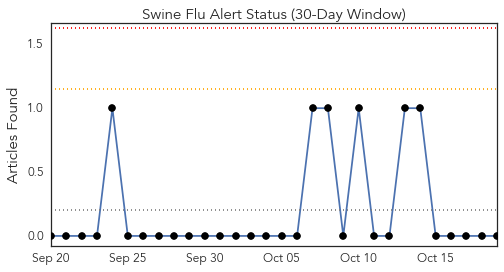 Swine Flu Alert Status (30-Day Window)
Articles Found
1.5
1.0
0.5
0.0
Sep 20 Sep 25 Sep 30 Oct 05 Oct 10 Oct 15